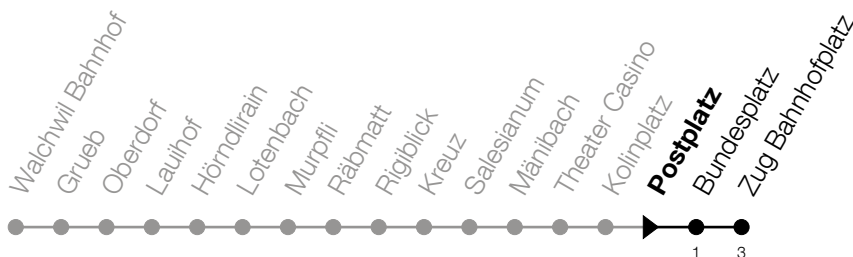 Walchwil Bahnhof
Grueb
Oberdorf
Lauihof
Hörndlirain
Lotenbach
Murpfli
Räbmatt
Rigiblick
Kreuz
Salesianum
Mänibach
Theater Casino
Kolinplatz
Postplatz
Bundesplatz
Zug Bahnhofplatz
1
3